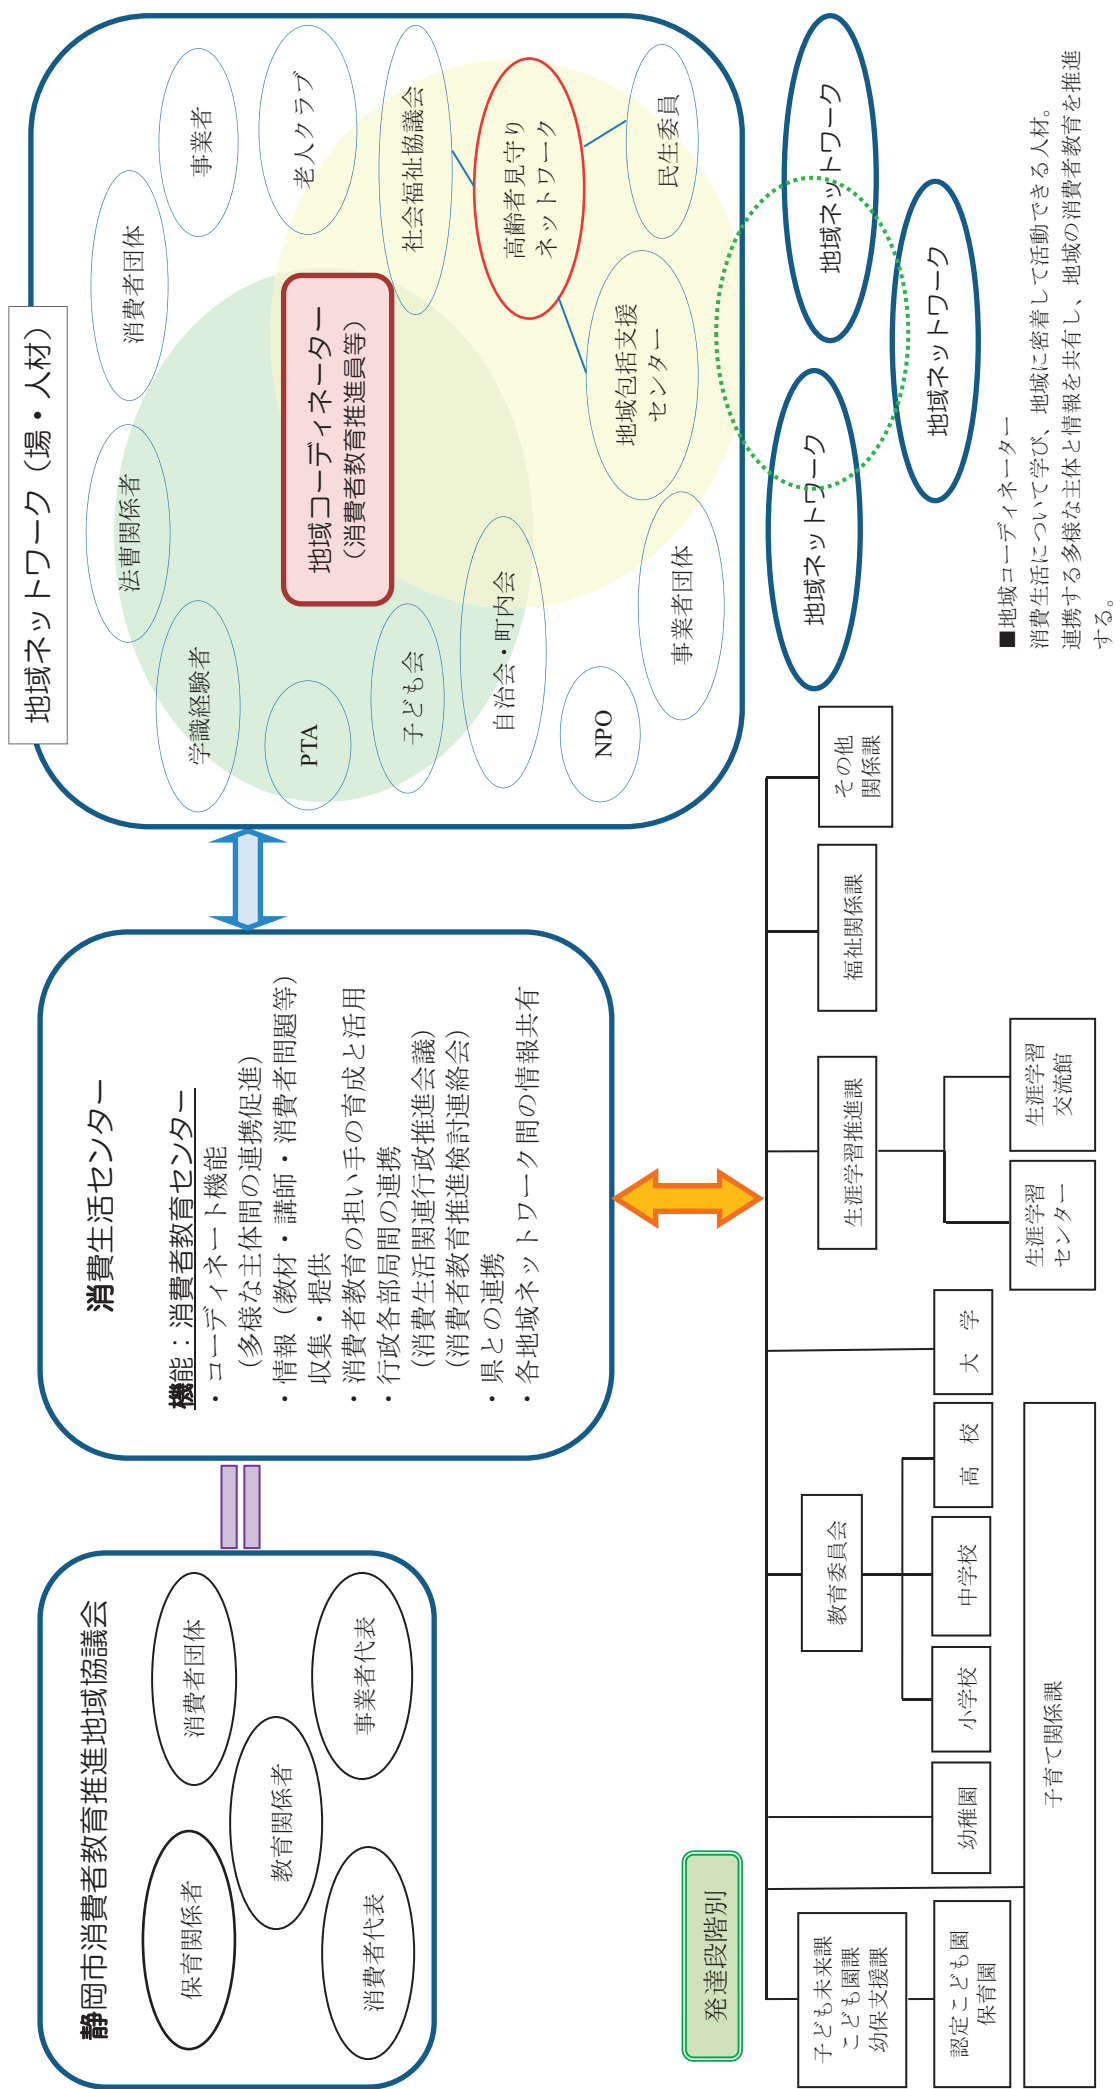 静岡市消費者教育推進地域協議会
保育関係者
消費者団体
教育関係者
消費者代表
事業者代表
消費生活センター
機能：消費者教育センター
・コーディネート機能
（多様な主体間の連携促進）
・情報（教材・講師・消費者問題等）
収集・提供
・消費者教育の担い手の育成と活用
・行政各部局間の連携
（消費生活関連行政推進会議）
（消費者教育推進検討連絡会）
・県との連携
・各地域ネットワーク間の情報共有
地域ネットワーク（場・人材）
学識経験者
法曹関係者
消費者団体
事業者
PTA
地域コーディネーター
（消費者教育推進員等）
老人クラブ
子ども会
社会福祉協議会
自治会・町内会
高齢者見守り
ネットワーク
NPO
事業者団体
地域包括支援
センター
民生委員
地域ネットワーク
地域ネットワーク
地域ネットワーク
■地域コーディネーター
消費生活について学び、地域に密着して活動できる人材。
連携する多様な主体と情報を共有し、地域の消費者教育を推進
する。
発達段階別
子ども未来課
こども園課
幼保支援課
認定こども園
保育園
幼稚園
教育委員会
小学校
中学校
高　校
大　学
子育て関係課
生涯学習推進課
生涯学習
センター
生涯学習
交流館
福祉関係課
その他
関係課